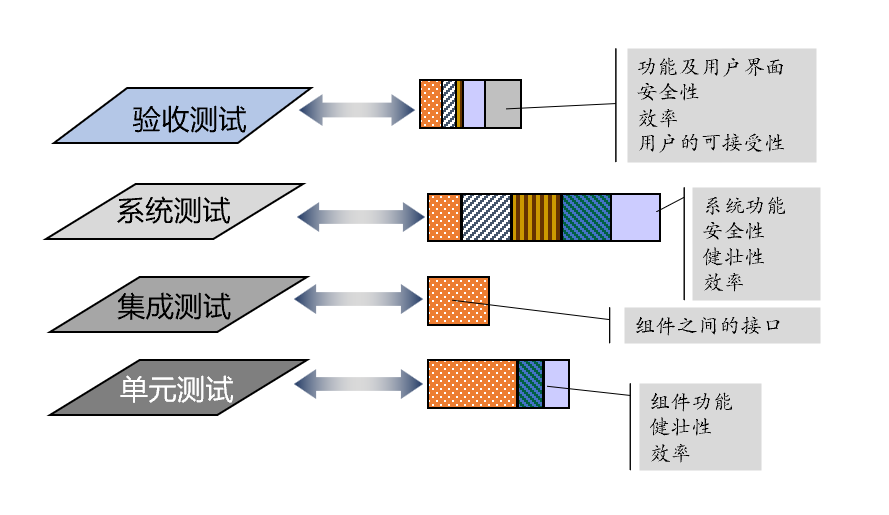 验收测试
功能及用户界面
安全性
效率
用户的可接受性
系统测试
系统功能
安全性
健壮性
效率
集成测试
组件之间的接口
单元测试
组件功能
健壮性
效率